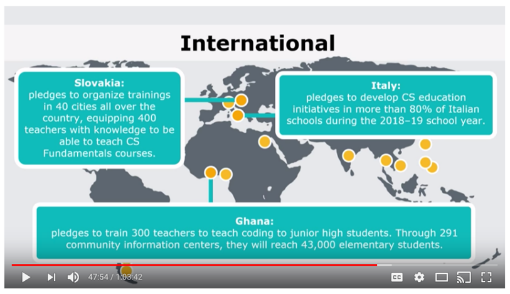 International
Slovakia:
pledges to organize trainings
in 40 cities all over the
country, equipping 400
teachers with knowledge to be
able to teach CS
Fundamentals courses.
Italy:
pledges to develop CS education
initiatives in more than 80% of Italian
schools during the 2018–19 school year.
Ghana:
pledges to train 300 teachers to teach coding to junior high students. Through 291
community information centers, they will reach 43,000 elementary students.
47:54 / 1:03:42
CC